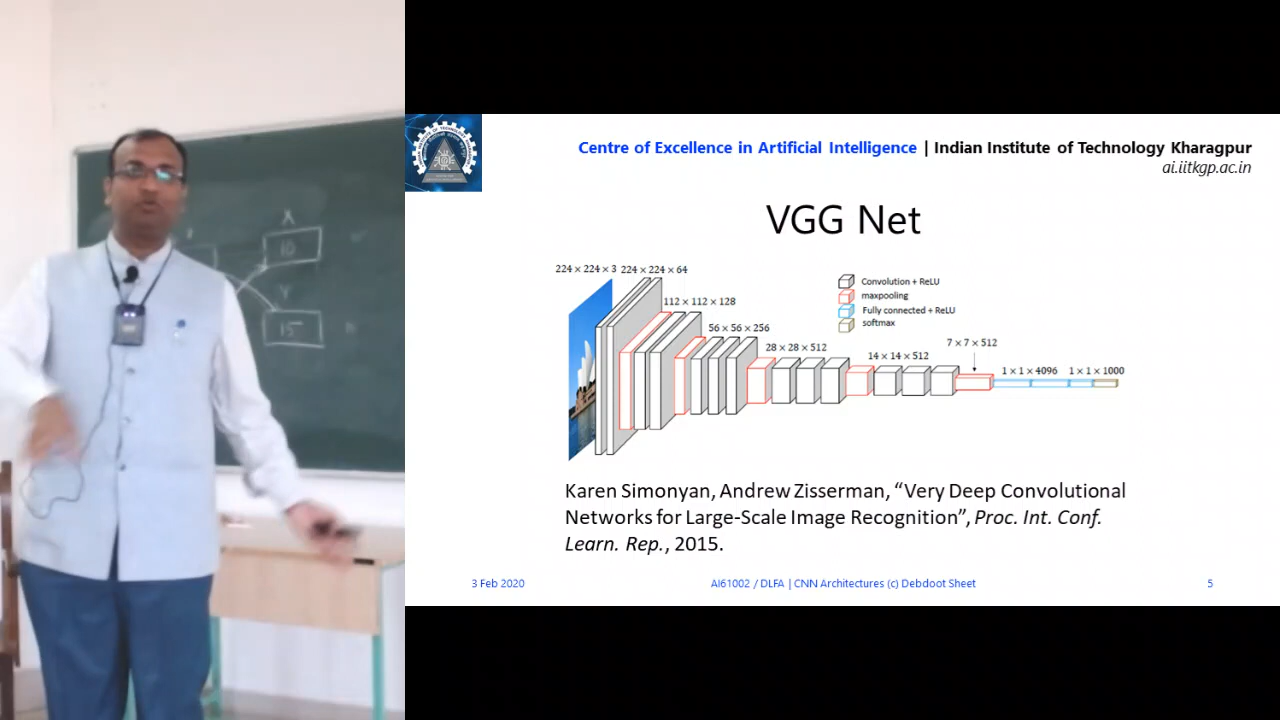 Centre of Excellence in Artificial Intelligence | Indian Institute of Technology Kharagpur
ai.iitkgp.ac.in
VGG Net
224 × 224 × 3 224 × 224 × 64
112 × 112 × 128
56 × 56 × 256
28 × 28 × 512
14 × 14 × 512
7 × 7 × 512
1 × 1 × 4096 1 × 1 × 1000
Convolution + ReLU
maxpooling
Fully connected + ReLU
softmax
Karen Simonyan, Andrew Zisserman, “Very Deep Convolutional
Networks for Large-Scale Image Recognition”, Proc. Int. Conf.
Learn. Rep., 2015.
3 Feb 2020
AI61002 / DLFA | CNN Architectures (c) Debdoot Sheet
5
X
10
Y
15